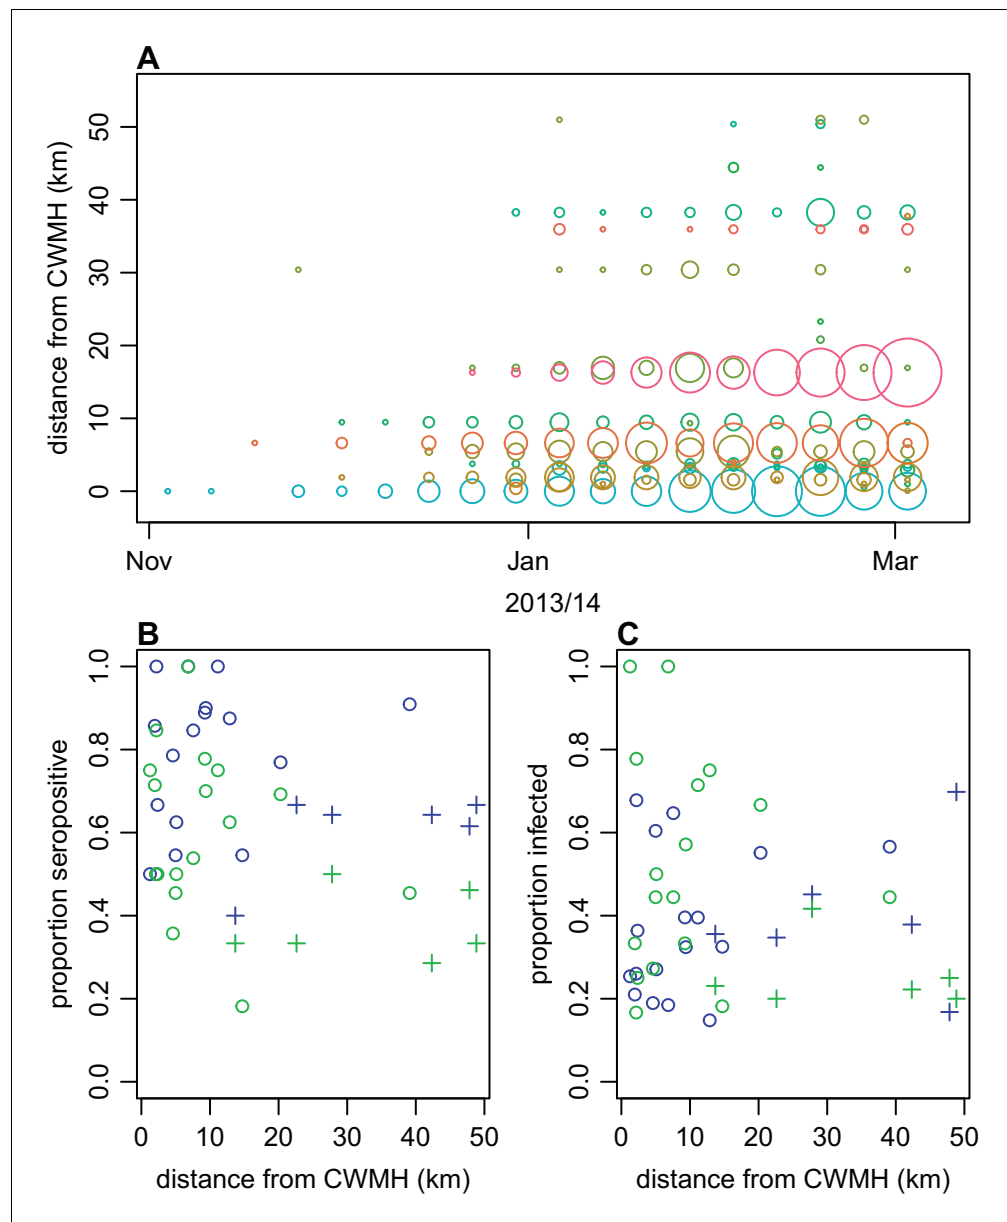 A
distance from CWMH (km)
50
40
30
20
10
0
Nov
Jan
Mar
2013/14
B
proportion seropositive
1.0
0.8
0.6
0.4
0.2
0.0
0 10 20 30 40 50
distance from CWMH (km)
C
proportion infected
1.0
0.8
0.6
0.4
0.2
0.0
0 10 20 30 40 50
distance from CWMH (km)